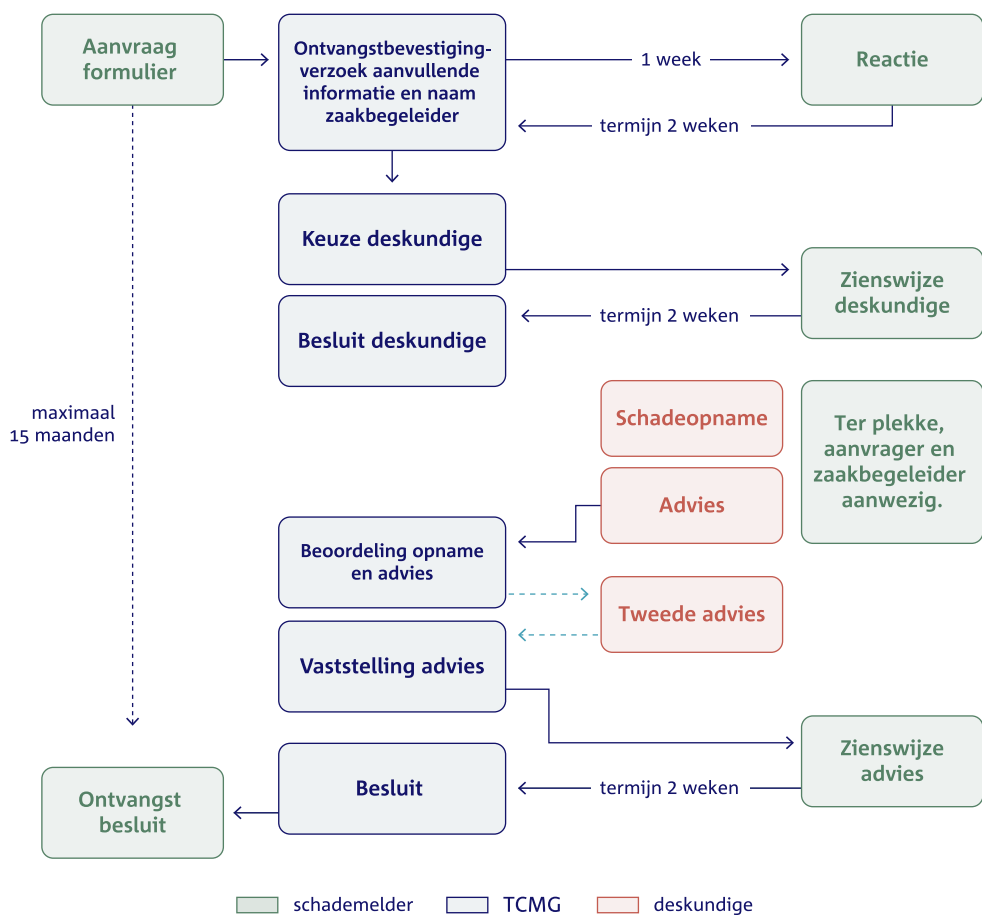 Aanvraag
formulier
Ontvangstbevestiging-
verzoek aanvullende
informatie en naam
zaakbegeleider
1 week
Reactie
termijn 2 weken
Keuze deskundige
Zienswijze
deskundige
termijn 2 weken
Besluit deskundige
maximaal
15 maanden
Schadeopname
Ter plekke,
aanvrager en
zaakbegeleider
aanwezig.
Advies
Beoordeling opname
en advies
Tweede advies
Vaststelling advies
Zienswijze
advies
termijn 2 weken
Besluit
Ontvangst
besluit
schademelder
TCMG
deskundige